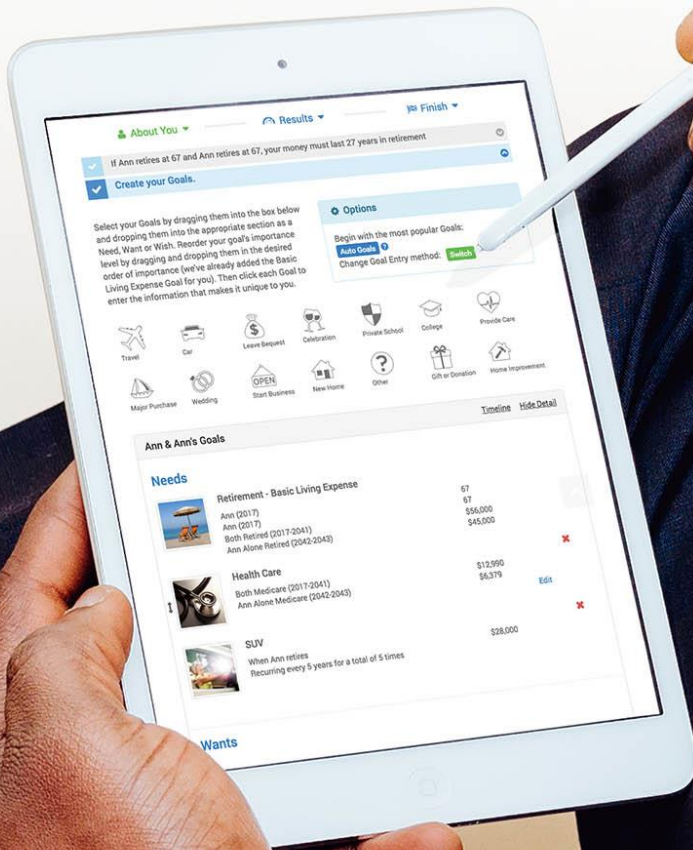 About You
Results
Finish
If Ann retires at 67 and Ann retires at 67, your money must last 27 years in retirement
Create your Goals.
Select your Goals by dragging them into the box below
and dropping them into the appropriate section as a
Need, Want or Wish. Reorder your goal's importance
level by dragging and dropping them in the desired
order of importance (we've already added the Basic
Living Expense Goal for you). Then click each Goal to
enter the information that makes it unique to you.
Options
Begin with the most popular Goals:
Auto Goals ?
Change Goal Entry method: Switch
Travel
Car
$
Leave Bequest
Celebration
Private School
College
Provide Care
Major Purchase
Wedding
OPEN
Start Business
New Home
?
Other
Gift or Donation
Home Improvement
Ann & Ann's Goals
Timeline Hide Detail
Needs
Retirement - Basic Living Expense
Ann (2017) 67
Ann (2017) 67
Both Retired (2017-2041) $56,000
Ann Alone Retired (2042-2043) $45,000
Health Care
Both Medicare (2017-2041) $12,990
Ann Alone Medicare (2042-2043) $6,379
Edit
SUV
When Ann retires $28,000
Recurring every 5 years for a total of 5 times
Wants